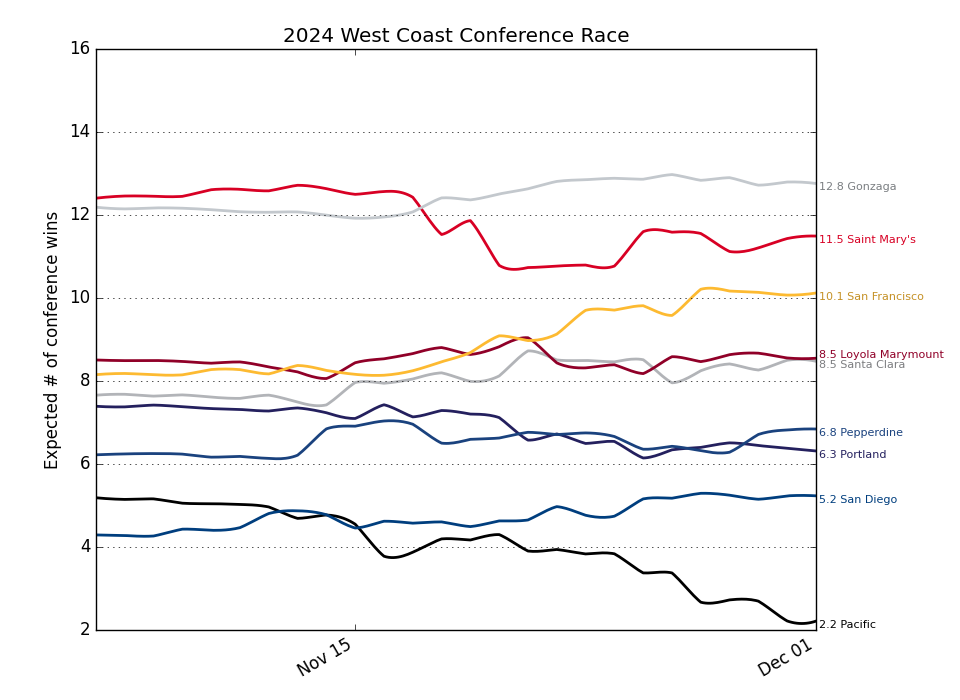 2024 West Coast Conference Race
Expected # of conference wins
16
14
12
10
8
6
4
2
12.8 Gonzaga
11.5 Saint Mary's
10.1 San Francisco
8.5 Loyola Marymount
8.5 Santa Clara
6.8 Pepperdine
6.3 Portland
5.2 San Diego
2.2 Pacific
Nov 15
Dec 01